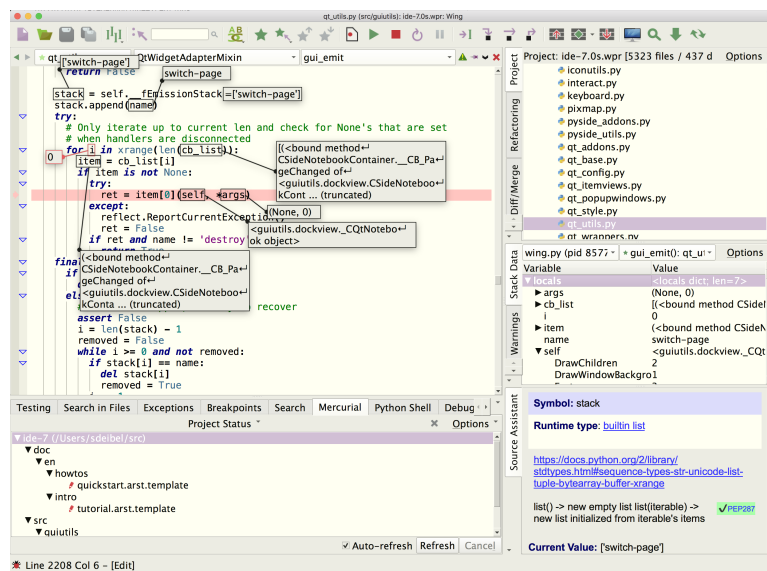 qt_utils.py (src/guiutils): ide-7.0s.wpr: Wing
['switch-page']
QtWidgetAdapterMixin
gui_emit
return False
switch-page
stack = self.__fEmissionStack
=['switch-page']
stack.append(name)
try:
# Only iterate up to current len and check for None's that are set
# when handlers are disconnected
for i in xrange(len(cb_list)):
0
item = cb_list[i]
if item is not None:
try:
ret = item[0](self, *args)
except:
reflect.ReportCurrentException()
ret = False
if ret and name != 'destroy
[(<bound method↵
CSideNotebookContainer.__CB_Pa↵
geChanged of↵
<guiutils.dockview.CSideNoteboo↵
kCont ... (truncated)
(None, 0)
<guiutils.dockview._CQtNotebo↵
ok object>
(<bound method↵
CSideNotebookContainer.__CB_Pa↵
geChanged of↵
<guiutils.dockview.CSideNoteboo↵
kConta ... (truncated)
recover
assert False
i = len(stack) - 1
removed = False
while i >= 0 and not removed:
if stack[i] == name:
del stack[i]
removed = True
Testing Search in Files Exceptions Breakpoints Search Mercurial Python Shell Debug
Project Status
Options
ide-7 (/Users/sdeibel/src)
doc
en
howtos
quickstart.arst.template
intro
tutorial.arst.template
src
guiutils
Auto-refresh Refresh Cancel
Line 2208 Col 6 - [Edit]
Project
Refactoring
Diff/Merge
Project: ide-7.0s.wpr [5323 files / 437 d Options
iconutils.py
interact.py
keyboard.py
pixmap.py
pyside_addons.py
pyside_utils.py
qt_addons.py
qt_base.py
qt_config.py
qt_itemviews.py
qt_popupwindows.py
qt_style.py
qt_utils.py
qt_wrappers.py
Stack Data
Warnings
wing.py (pid 8577 gui_emit(): qt_ut Options
Variable Value
locals <locals dict; len=7>
args (None, 0)
cb_list [(<bound method CSideN
i 0
item (<bound method CSideN
name switch-page
self <guiutils.dockview._CQt
DrawChildren 2
DrawWindowBackgro 1
Source Assistant
Symbol: stack
Runtime type: builtin list
https://docs.python.org/2/library/
stdtypes.html#sequence-types-str-unicode-list-
tuple-bytearray-buffer-xrange
list() -> new empty list list(iterable) ->
new list initialized from iterable's items
PEP287
Current Value: ['switch-page']